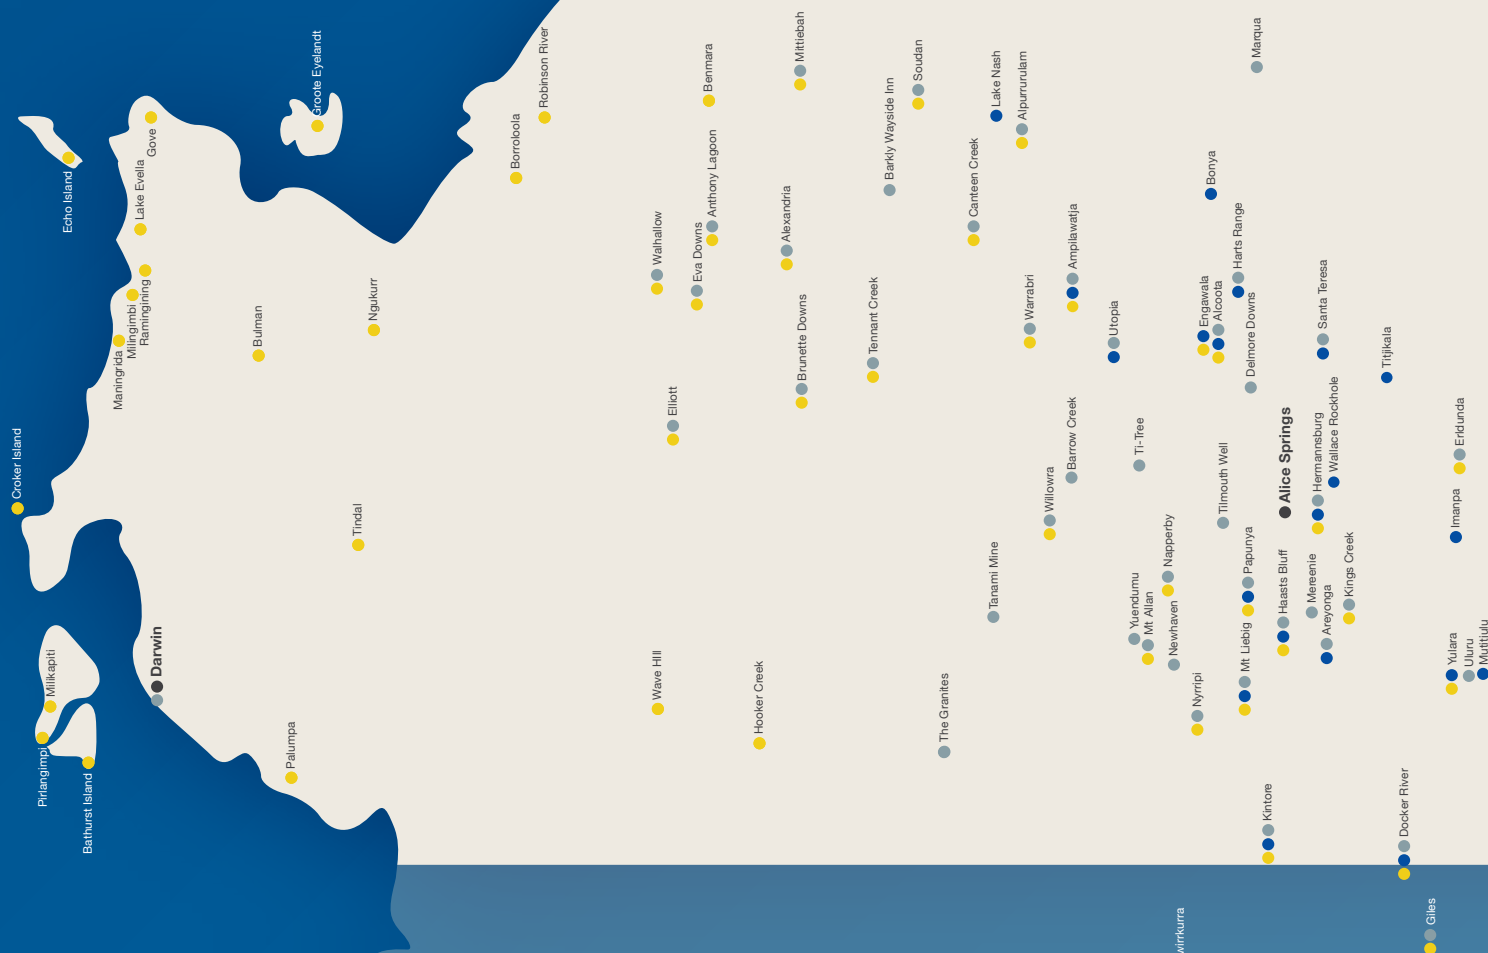 Croker Island
Pirlangimpi
Milikapiti
Echo Island
Bathurst Island
Maningrida
Milingimbi
Lake Evella
Ramingining
Gove
Darwin
Bulman
Palumpa
Groote Eyelandt
Tindal
Ngukurr
Borroloola
Robinson River
Wave HIll
Walhallow
Elliott
Eva Downs
Benmara
Anthony Lagoon
Hooker Creek
Alexandria
Mittiebah
Brunette Downs
Tennant Creek
Barkly Wayside Inn
Soudan
The Granites
Canteen Creek
Tanami Mine
Lake Nash
Alpurrurulam
Warrabri
Willowra
Barrow Creek
Ampilawatja
Utopia
Yuendumu
Ti-Tree
Mt Allan
Napperby
Newhaven
wirrkurra
Nyrripi
Engawala
Bonya
Alcoota
Tilmouth Well
Harts Range
Mt Liebig
Papunya
Delmore Downs
Marqua
Kintore
Haasts Bluff
Alice Springs
Mereenie
Hermannsburg
Santa Teresa
Areyonga
Wallace Rockhole
Kings Creek
Titjikala
Docker River
Giles
Yulara
Imanpa
Erldunda
Uluru
Mutitjulu